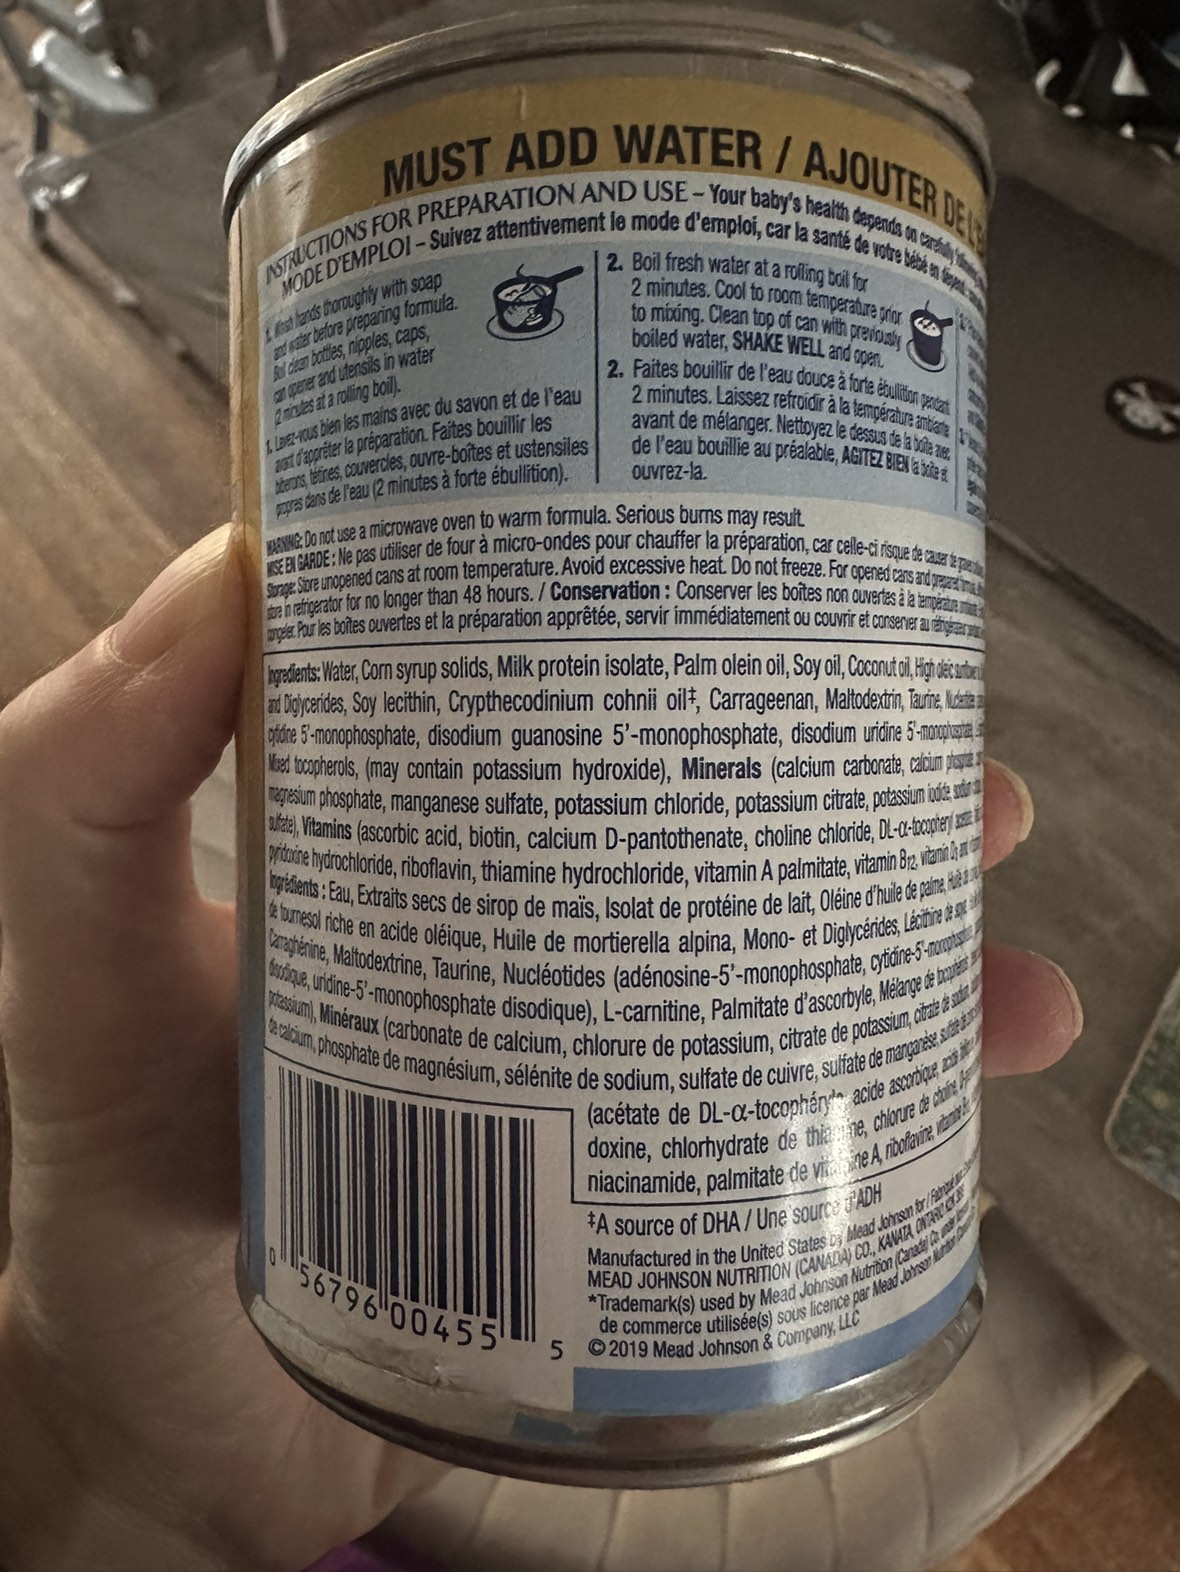 MUST ADD WATER / AJOUTER DE L'E
INSTRUCTIONS FOR PREPARATION AND USE – Your baby's health depends on carefully
MODE D'EMPLOI – Suivez attentivement le mode d'emploi, car la santé de votre bébé en dépend.
1. Wash hands thoroughly with soap
and water before preparing formula.
Boil clean bottles, nipples, caps,
can opener and utensils in water
(2 minutes at a rolling boil).
1. Lavez-vous bien les mains avec du savon et de l'eau
avant d'apprêter la préparation. Faites bouillir les
biberons, tétines, couvercles, ouvre-boîtes et ustensiles
propres dans de l'eau (2 minutes à forte ébullition).
2. Boil fresh water at a rolling boil for
2 minutes. Cool to room temperature prior
to mixing. Clean top of can with previously
boiled water, SHAKE WELL and open.
2. Faites bouillir de l'eau douce à forte ébullition pendant
2 minutes. Laissez refroidir à la température ambiante
avant de mélanger. Nettoyez le dessus de la boîte avec
de l'eau bouillie au préalable, AGITEZ BIEN la boîte et
ouvrez-la.
WARNING: Do not use a microwave oven to warm formula. Serious burns may result.
MISE EN GARDE : Ne pas utiliser de four à micro-ondes pour chauffer la préparation, car celle-ci risque de causer de
Storage: Store unopened cans at room temperature. Avoid excessive heat. Do not freeze. For opened cans and prepared formula,
store in refrigerator for no longer than 48 hours. / Conservation : Conserver les boîtes non ouvertes à la température
congeler. Pour les boîtes ouvertes et la préparation apprêtée, servir immédiatement ou couvrir et conserver au réfrigérateur
Ingredients: Water, Corn syrup solids, Milk protein isolate, Palm olein oil, Soy oil, Coconut oil, High oleic sunflower
and Diglycerides, Soy lecithin, Crypthecodinium cohnii oil‡, Carrageenan, Maltodextrin, Taurine, Nucleotides
cytidine 5'-monophosphate, disodium guanosine 5'-monophosphate, disodium uridine 5'-monophosphate),
Mixed tocopherols, (may contain potassium hydroxide), Minerals (calcium carbonate, calcium phosphate
magnesium phosphate, manganese sulfate, potassium chloride, potassium citrate, potassium iodide, sodium
sulfate), Vitamins (ascorbic acid, biotin, calcium D-pantothenate, choline chloride, DL-α-tocopheryl acetate,
pyridoxine hydrochloride, riboflavin, thiamine hydrochloride, vitamin A palmitate, vitamin B12, vitamin D3 and
Ingrédients : Eau, Extraits secs de sirop de maïs, Isolat de protéine de lait, Oléine d'huile de palme, Huile de
de tournesol riche en acide oléique, Huile de mortierella alpina, Mono- et Diglycérides, Lécithine de soya,
Carraghénine, Maltodextrine, Taurine, Nucléotides (adénosine-5'-monophosphate, cytidine-5'-monophosphate,
disodique, uridine-5'-monophosphate disodique), L-carnitine, Palmitate d'ascorbyle, Mélange de tocophérols
potassium), Minéraux (carbonate de calcium, chlorure de potassium, citrate de potassium, citrate de sodium,
de calcium, phosphate de magnésium, sélénite de sodium, sulfate de cuivre, sulfate de manganèse, sulfate de
(acétate de DL-α-tocophéryle, acide ascorbique, acide
doxine, chlorhydrate de thiamine, chlorure de choline,
niacinamide, palmitate de vitamine A, riboflavine, vitamine
‡A source of DHA / Une source d'ADH
Manufactured in the United States by Mead Johnson for / Fabriqué
MEAD JOHNSON NUTRITION (CANADA) CO., KANATA, ONTARIO
*Trademark(s) used by Mead Johnson Nutrition (Canada) Co. under
de commerce utilisée(s) sous licence par Mead Johnson Nutrition
© 2019 Mead Johnson & Company, LLC
0 56796 00455 5